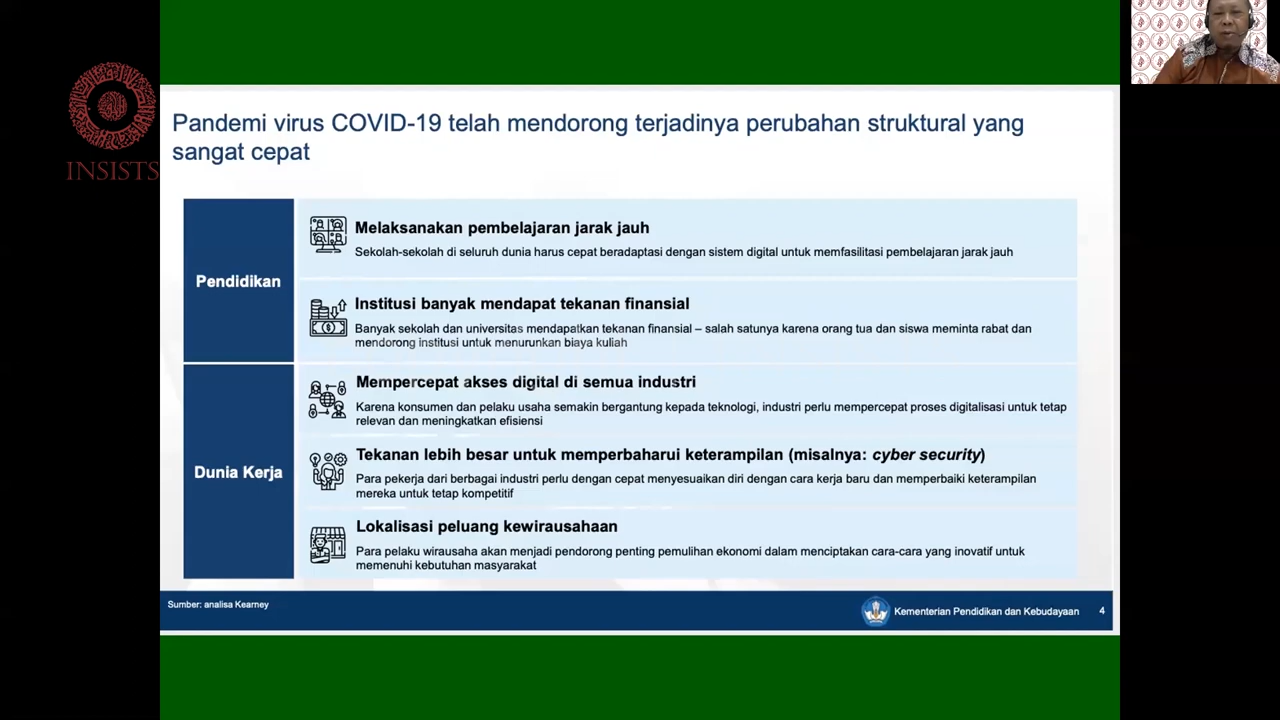 INSISTS
Pandemi virus COVID-19 telah mendorong terjadinya perubahan struktural yang
sangat cepat
Pendidikan
Melaksanakan pembelajaran jarak jauh
Sekolah-sekolah di seluruh dunia harus cepat beradaptasi dengan sistem digital untuk memfasilitasi pembelajaran jarak jauh
Institusi banyak mendapat tekanan finansial
Banyak sekolah dan universitas mendapatkan tekanan finansial – salah satunya karena orang tua dan siswa meminta rabat dan
mendorong institusi untuk menurunkan biaya kuliah
Dunia Kerja
Mempercepat akses digital di semua industri
Karena konsumen dan pelaku usaha semakin bergantung kepada teknologi, industri perlu mempercepat proses digitalisasi untuk tetap
relevan dan meningkatkan efisiensi
Tekanan lebih besar untuk memperbaharui keterampilan (misalnya: cyber security)
Para pekerja dari berbagai industri perlu dengan cepat menyesuaikan diri dengan cara kerja baru dan memperbaiki keterampilan
mereka untuk tetap kompetitif
Lokalisasi peluang kewirausahaan
Para pelaku wirausaha akan menjadi pendorong penting pemulihan ekonomi dalam menciptakan cara-cara yang inovatif untuk
memenuhi kebutuhan masyarakat
Sumber: analisa Kearney
Kementerian Pendidikan dan Kebudayaan
4